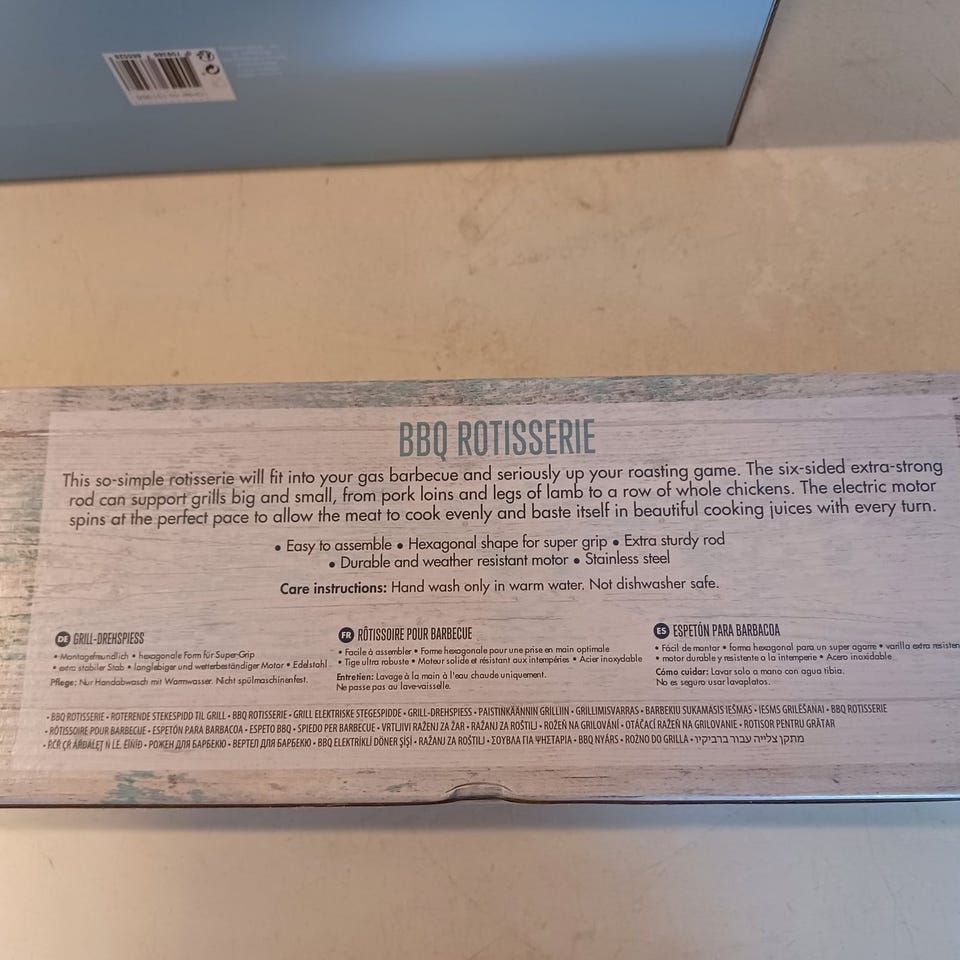 BBQ ROTISSERIE
This so-simple rotisserie will fit into your gas barbecue and seriously up your roasting game. The six-sided extra-strong
rod can support grills big and small, from pork loins and legs of lamb to a row of whole chickens. The electric motor
spins at the perfect pace to allow the meat to cook evenly and baste itself in beautiful cooking juices with every turn.
• Easy to assemble • Hexagonal shape for super grip • Extra sturdy rod
• Durable and weather resistant motor • Stainless steel
Care instructions: Hand wash only in warm water. Not dishwasher safe.
DE GRILL-DREHSPIESS
• Montagefreundlich • hexagonale Form für Super-Grip
• extra stabiler Stab • langlebiger und wetterbeständiger Motor • Edelstahl
Pflege: Nur Handabwasch mit Warmwasser. Nicht spülmaschinenfest.
FR RÔTISSOIRE POUR BARBECUE
• Facile à assembler • Forme hexagonale pour une prise en main optimale
• Tige ultra robuste • Moteur solide et résistant aux intempéries • Acier inoxydable
Entretien: Lavage à la main à l'eau chaude uniquement.
Ne passe pas au lave-vaisselle.
ES ESPETÓN PARA BARBACOA
• Fácil de montar • forma hexagonal para un super agarre • varilla extra resisten
• motor durable y resistente a la intemperie • Acero inoxidable
Cómo cuidar: Lavar solo a mano con agua tibia.
No es seguro usar lavaplatos.
• BBQ ROTISSERIE • ROTERENDE STEKESPIDD TIL GRILL • BBQ ROTISSERIE • GRILL ELEKTRISKE STEGESPIDDE • GRILL-DREHSPIESS • PAISTINKÄÄNNIN GRILLIIN • GRILLIMISVARRAS • BARBEKIU SUKAMASIS IEŠMAS • IESMS GRILĒŠANAI • BBQ ROTISSERIE
• RÔTISSOIRE POUR BARBECUE • ESPETÓN PARA BARBACOA • ESPETO BBQ • SPIEDO PER BARBECUE • VRTLJIVI RAŽENJ ZA ŽAR • RAŽANJ ZA ROŠTILJ • ROŽEŇ NA GRILOVÁNÍ • OTÁČACÍ RAŽEŇ NA GRILOVANIE • ROTISOR PENTRU GRĂTAR
• РОЖЕН ДЛЯ БАРБЕКЮ • ВЕРТЕЛ ДЛЯ БАРБЕКЮ • BBQ ELEKTRİKLİ DÖNER ŞİŞİ • RAŽANJ ZA ROŠTILJ • ΣΟΥΒΛΑ ΓΙΑ ΨΗΣΤΑΡΙΑ • BBQ NYÁRS • ROŻNO DO GRILLA • מתקן צלייה עבור ברביקיו